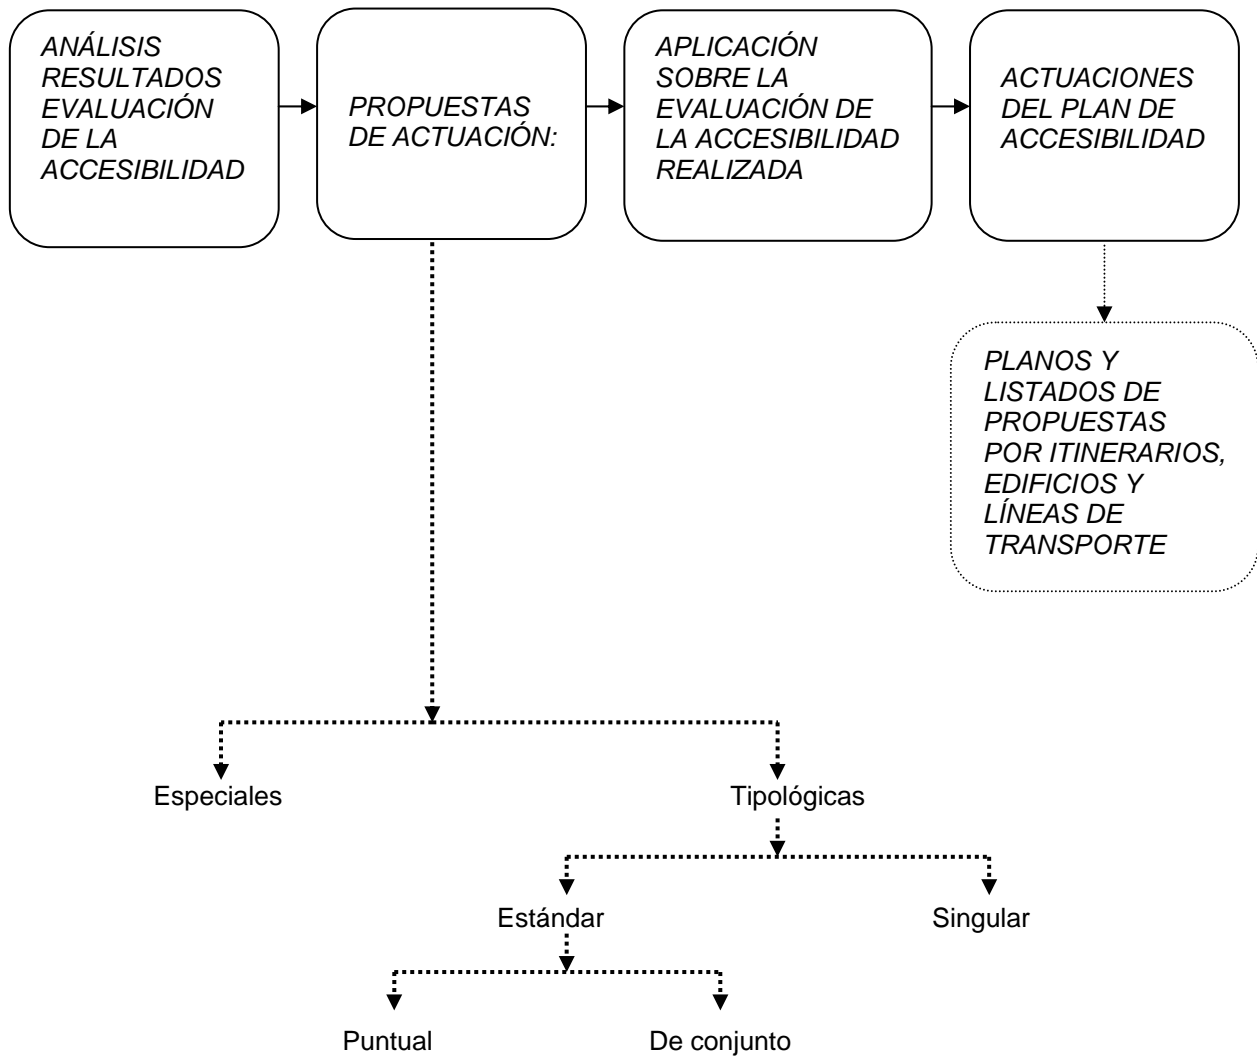 ANÁLISIS
RESULTADOS
EVALUACIÓN
DE LA
ACCESIBILIDAD
PROPUESTAS
DE ACTUACIÓN:
APLICACIÓN
SOBRE LA
EVALUACIÓN DE
LA ACCESIBILIDAD
REALIZADA
ACTUACIONES
DEL PLAN DE
ACCESIBILIDAD
PLANOS Y
LISTADOS DE
PROPUESTAS
POR ITINERARIOS,
EDIFICIOS Y
LÍNEAS DE
TRANSPORTE
Especiales
Tipológicas
Estándar
Singular
Puntual
De conjunto